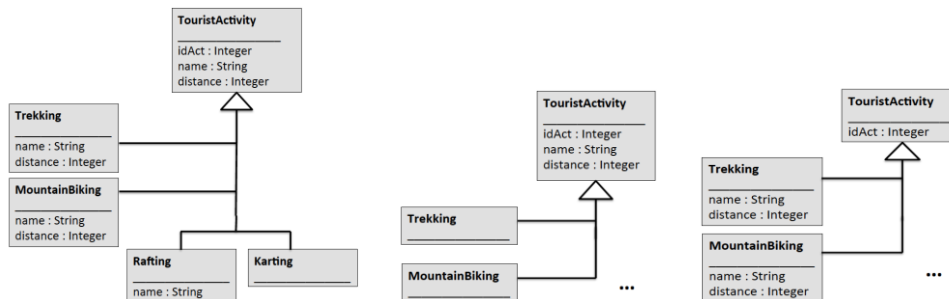 TouristActivity
idAct : Integer
name : String
distance : Integer
Trekking
name : String
distance : Integer
MountainBiking
name : String
distance : Integer
Rafting
name : String
Karting
TouristActivity
idAct : Integer
name : String
distance : Integer
Trekking
MountainBiking
...
TouristActivity
idAct : Integer
Trekking
name : String
distance : Integer
MountainBiking
name : String
distance : Integer
...